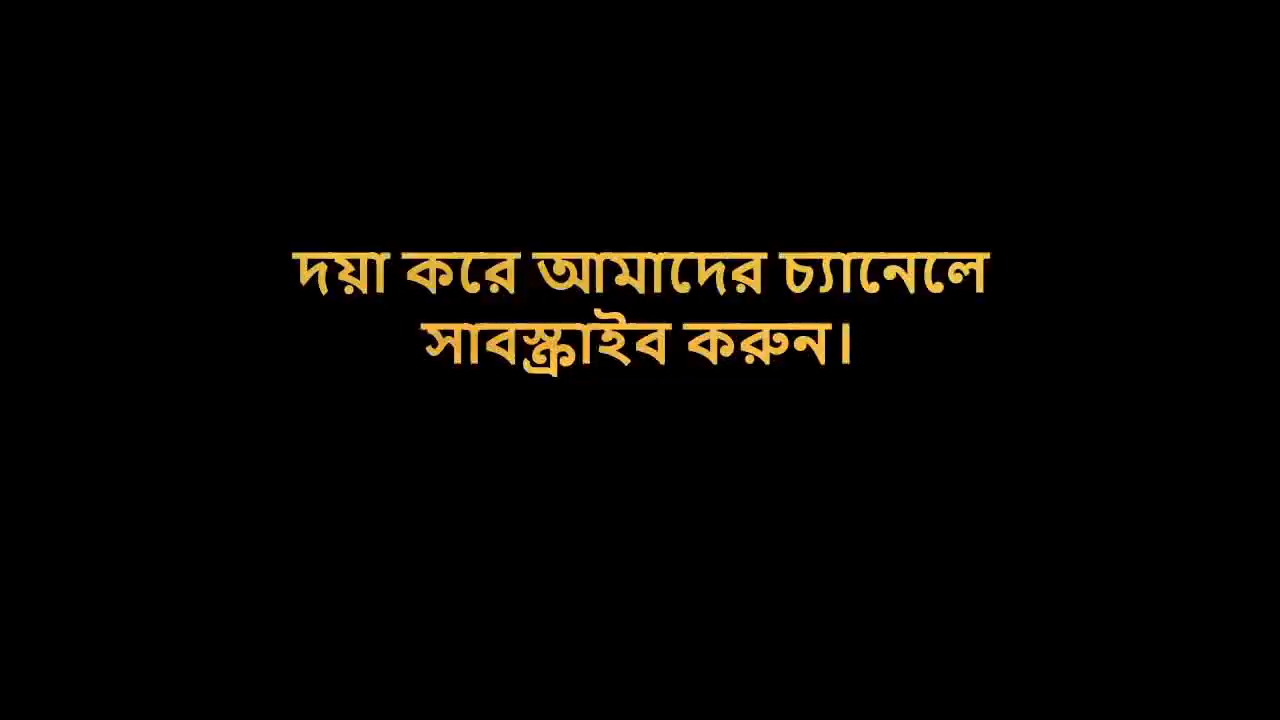 দয়া করে আমাদের চ্যানেলে
সাবস্ক্রাইব করুন।